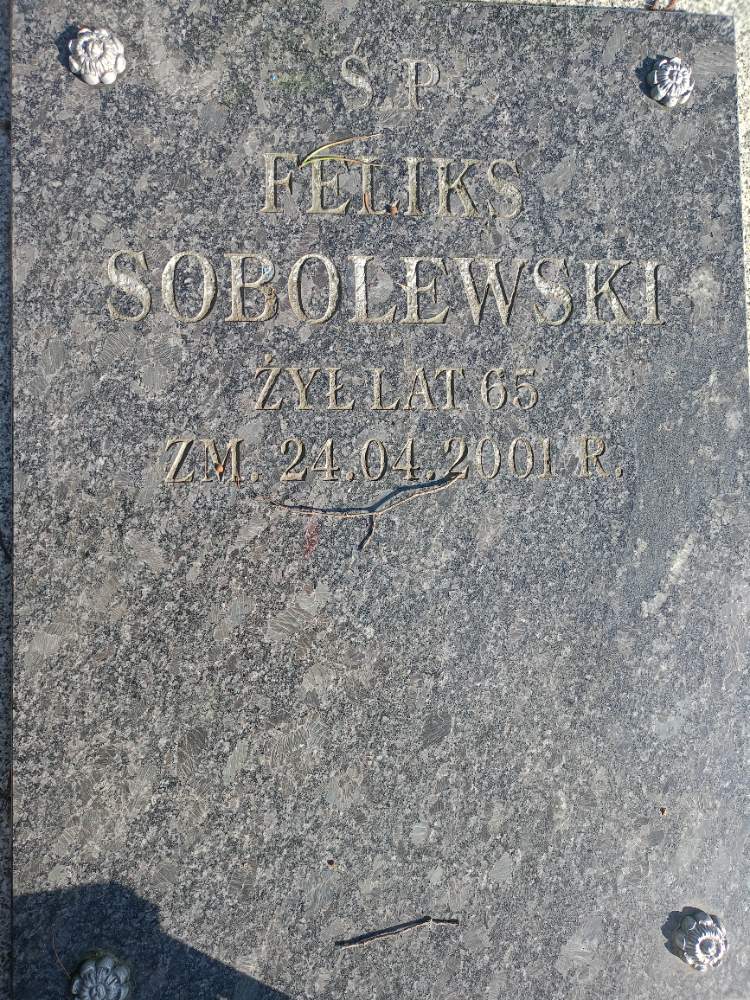 Ś.P
FELIKS
SOBOLEWSKI
ŻYŁ LAT 65
ZM. 24.04.2001 R.